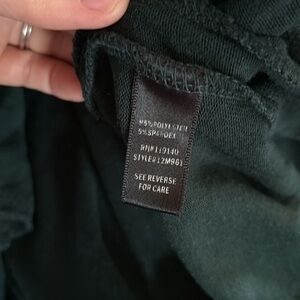 95%POLYESTER
5%SPANDEX
RN#119140
STYLE#12M961
SEE REVERSE
FOR CARE